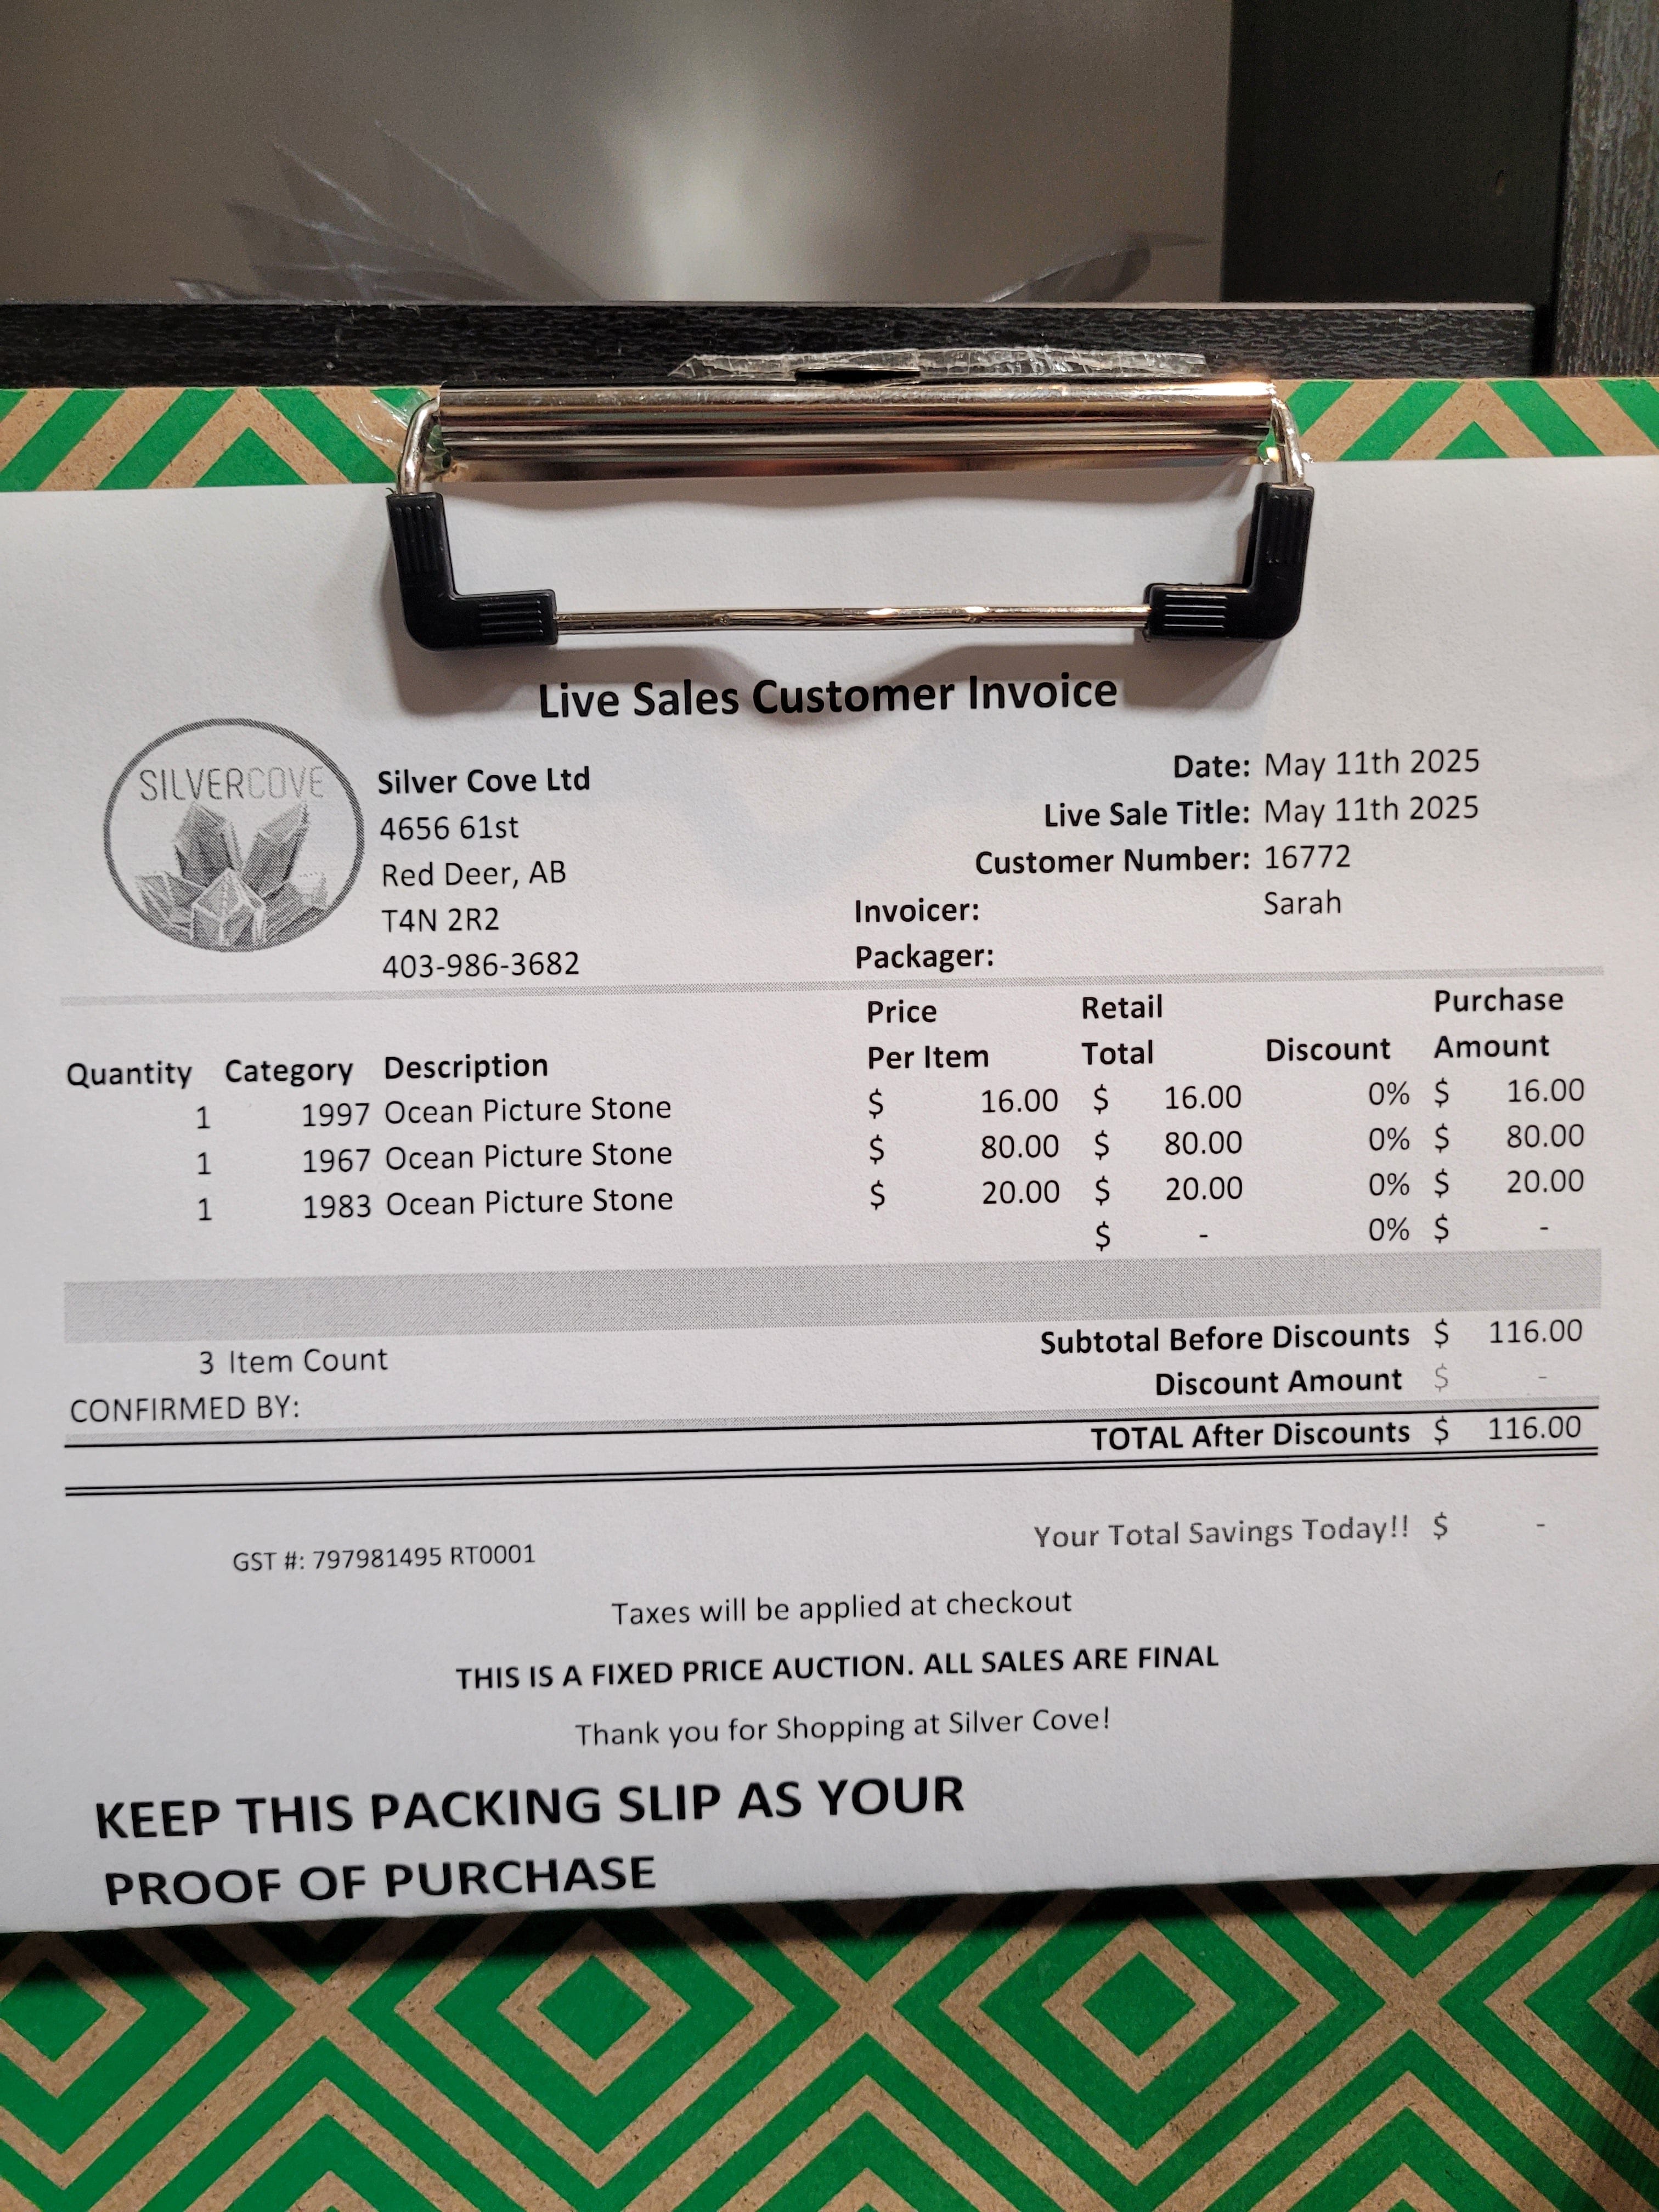 Live Sales Customer Invoice
SILVERCOVE
Silver Cove Ltd
4656 61st
Red Deer, AB
T4N 2R2
403-986-3682
Date: May 11th 2025
Live Sale Title: May 11th 2025
Customer Number: 16772
Invoicer: Sarah
Packager:
Quantity Category Description Price Per Item Retail Total Discount Purchase Amount
1 1997 Ocean Picture Stone $ 16.00 $ 16.00 0% $ 16.00
1 1967 Ocean Picture Stone $ 80.00 $ 80.00 0% $ 80.00
1 1983 Ocean Picture Stone $ 20.00 $ 20.00 0% $ 20.00
$ - 0% $ -
3 Item Count Subtotal Before Discounts $ 116.00
Discount Amount $ -
CONFIRMED BY:
TOTAL After Discounts $ 116.00
Your Total Savings Today!! $ -
GST #: 797981495 RT0001
Taxes will be applied at checkout
THIS IS A FIXED PRICE AUCTION. ALL SALES ARE FINAL
Thank you for Shopping at Silver Cove!
KEEP THIS PACKING SLIP AS YOUR
PROOF OF PURCHASE